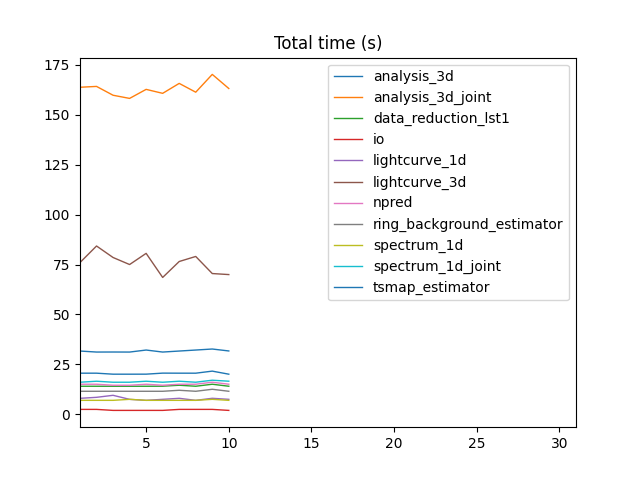 Total time (s)
175
150
125
100
75
50
25
0
5
10
15
20
25
30
analysis_3d
analysis_3d_joint
data_reduction_lst1
io
lightcurve_1d
lightcurve_3d
npred
ring_background_estimator
spectrum_1d
spectrum_1d_joint
tsmap_estimator